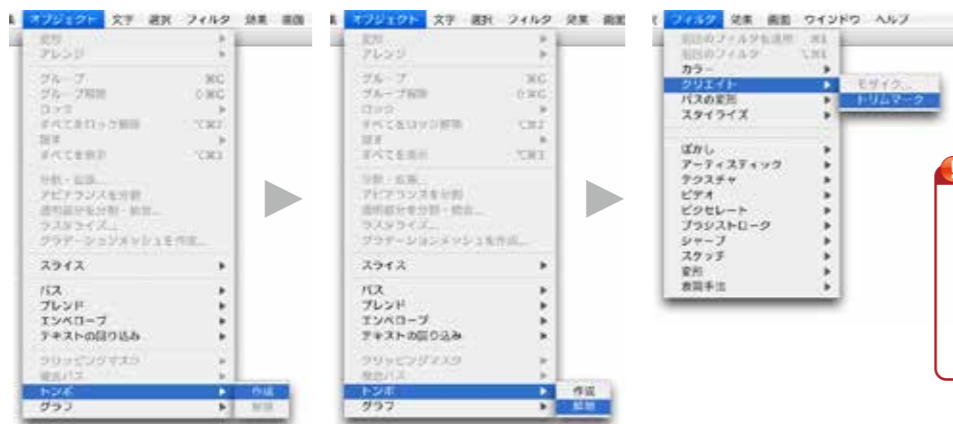 オブジェクト 文字 選択 フィルタ 効果 画面
変形
アレンジ
グループ ⌘G
グループ解除 ⇧⌘G
ロック
すべてをロック解除 ⌥⌘2
隠す
すべてを表示 ⌥⌘3
分割・拡張...
アピアランスを分割
透明部分を分割・統合...
ラスタライズ...
グラデーションメッシュを作成...
スライス
パス
ブレンド
エンベロープ
テキストの回り込み
クリッピングマスク
複合パス
トンボ 作成
グラフ 解除
オブジェクト 文字 選択 フィルタ 効果 画面
変形
アレンジ
グループ ⌘G
グループ解除 ⇧⌘G
ロック
すべてをロック解除 ⌥⌘2
隠す
すべてを表示 ⌥⌘3
分割・拡張...
アピアランスを分割
透明部分を分割・統合...
ラスタライズ...
グラデーションメッシュを作成...
スライス
パス
ブレンド
エンベロープ
テキストの回り込み
クリッピングマスク
複合パス
トンボ 作成
グラフ 解除
フィルタ 効果 画面 ウインドウ ヘルプ
前回のフィルタを適用 ⌘E
前回のフィルタ ⌥⌘E
カラー
クリエイト モザイク...
パスの変形 トリムマーク
スタイライズ
ぼかし
アーティスティック
テクスチャ
ビデオ
ピクセレート
ブラシストローク
シャープ
スケッチ
変形
表現手法